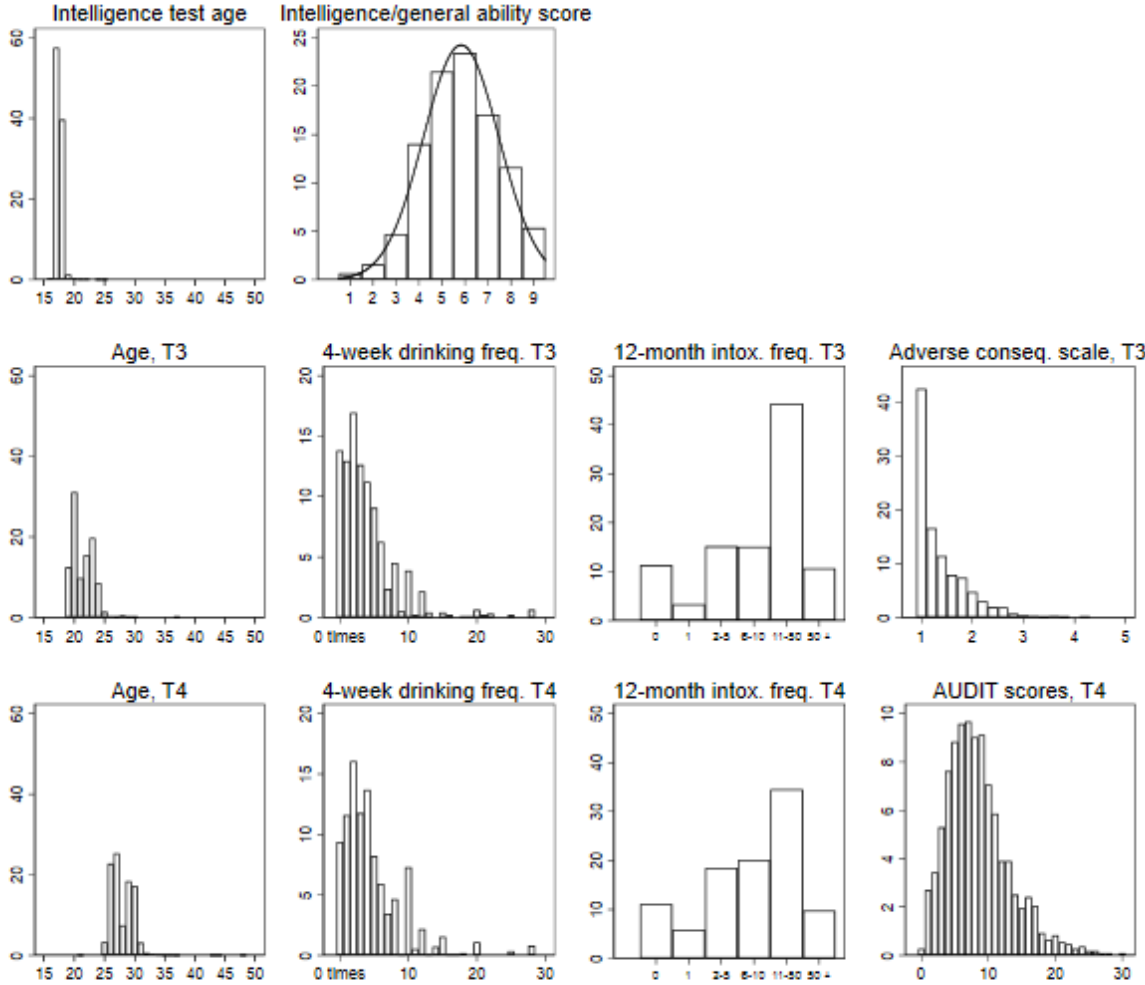 Intelligence test age
Intelligence/general ability score
60
40
20
0
15 20 25 30 35 40 45 50
25
20
15
10
5
0
1 2 3 4 5 6 7 8 9
Age, T3
4-week drinking freq. T3
12-month intox. freq. T3
Adverse conseq. scale, T3
60
40
20
0
15 20 25 30 35 40 45 50
20
15
10
5
0
0 times 10 20 30
50
40
30
20
10
0
0 1 2-5 6-10 11-50 50 +
40
30
20
10
0
1 2 3 4 5
Age, T4
4-week drinking freq. T4
12-month intox. freq. T4
AUDIT scores, T4
60
40
20
0
15 20 25 30 35 40 45 50
20
15
10
5
0
0 times 10 20 30
50
40
30
20
10
0
0 1 2-5 6-10 11-50 50 +
10
8
6
4
2
0
0 10 20 30